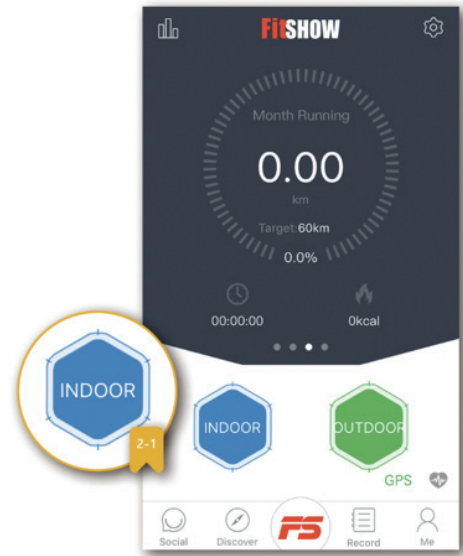 FitSHOW
Month Running
0.00
km
Target:60km
0.0%
00:00:00
0kcal
INDOOR
2-1
INDOOR
OUTDOOR
GPS
Social
Discover
FS
Record
Me